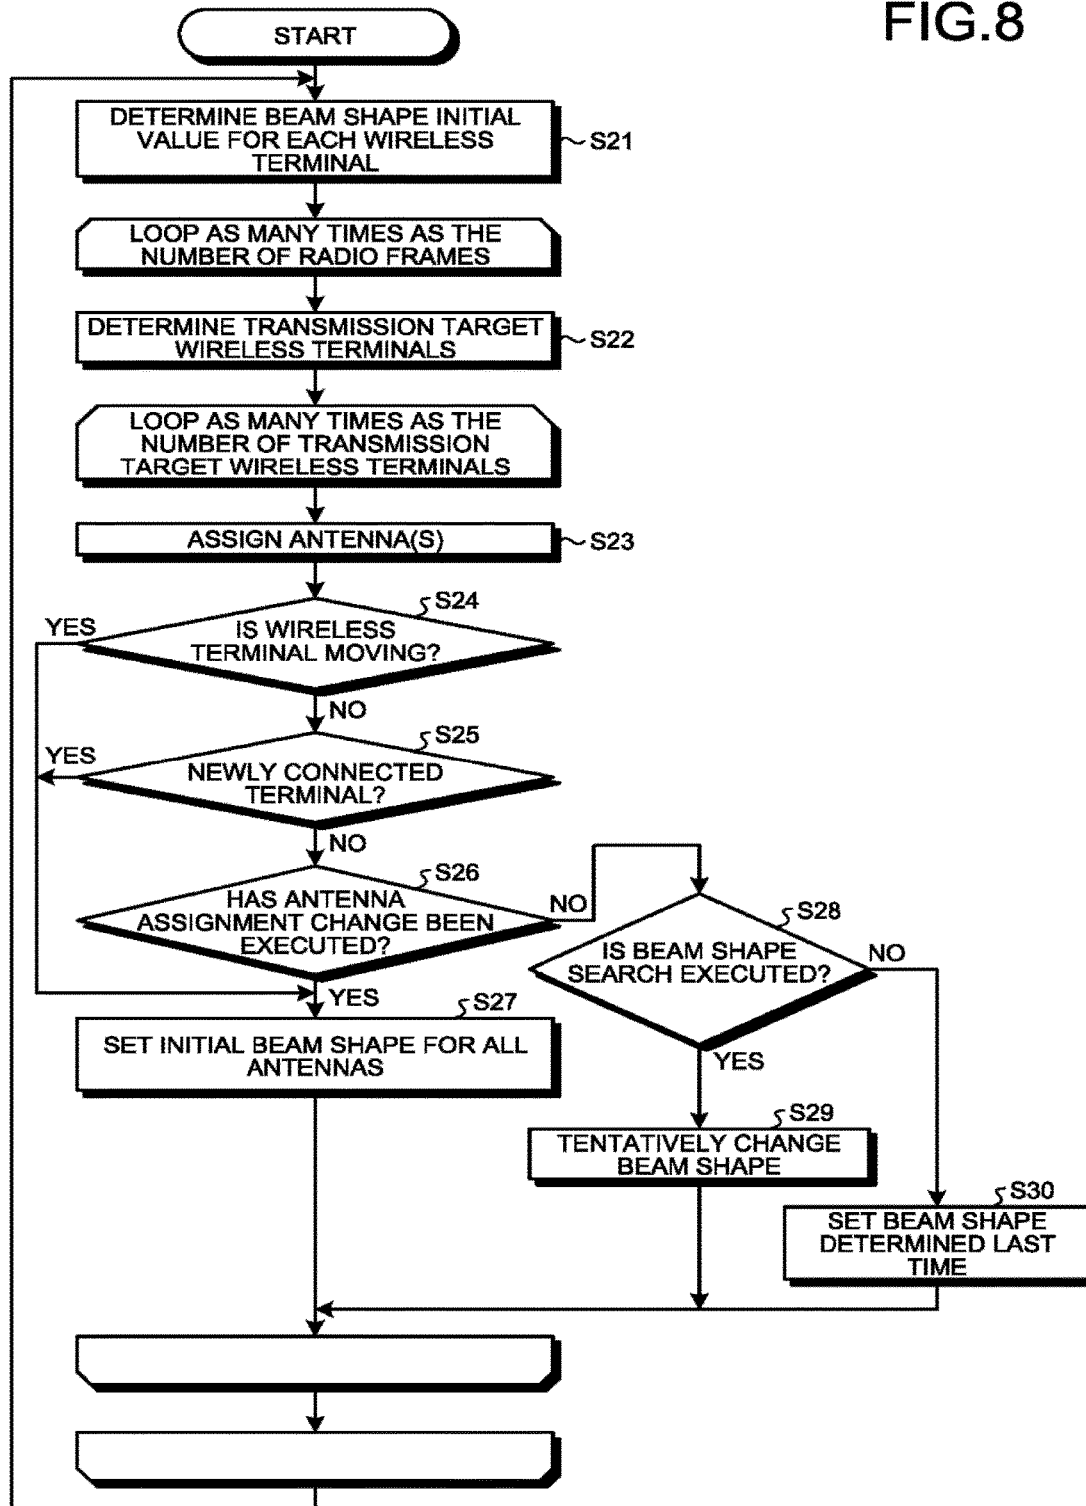 FIG.8
START
DETERMINE BEAM SHAPE INITIAL
VALUE FOR EACH WIRELESS
TERMINAL
S21
LOOP AS MANY TIMES AS THE
NUMBER OF RADIO FRAMES
DETERMINE TRANSMISSION TARGET
WIRELESS TERMINALS
S22
LOOP AS MANY TIMES AS THE
NUMBER OF TRANSMISSION
TARGET WIRELESS TERMINALS
ASSIGN ANTENNA(S)
S23
S24
YES
IS WIRELESS
TERMINAL MOVING?
NO
S25
YES
NEWLY CONNECTED
TERMINAL?
NO
S26
HAS ANTENNA
ASSIGNMENT CHANGE BEEN
EXECUTED?
NO
S28
IS BEAM SHAPE
SEARCH EXECUTED?
NO
YES
S27
SET INITIAL BEAM SHAPE FOR ALL
ANTENNAS
YES
S29
TENTATIVELY CHANGE
BEAM SHAPE
S30
SET BEAM SHAPE
DETERMINED LAST
TIME